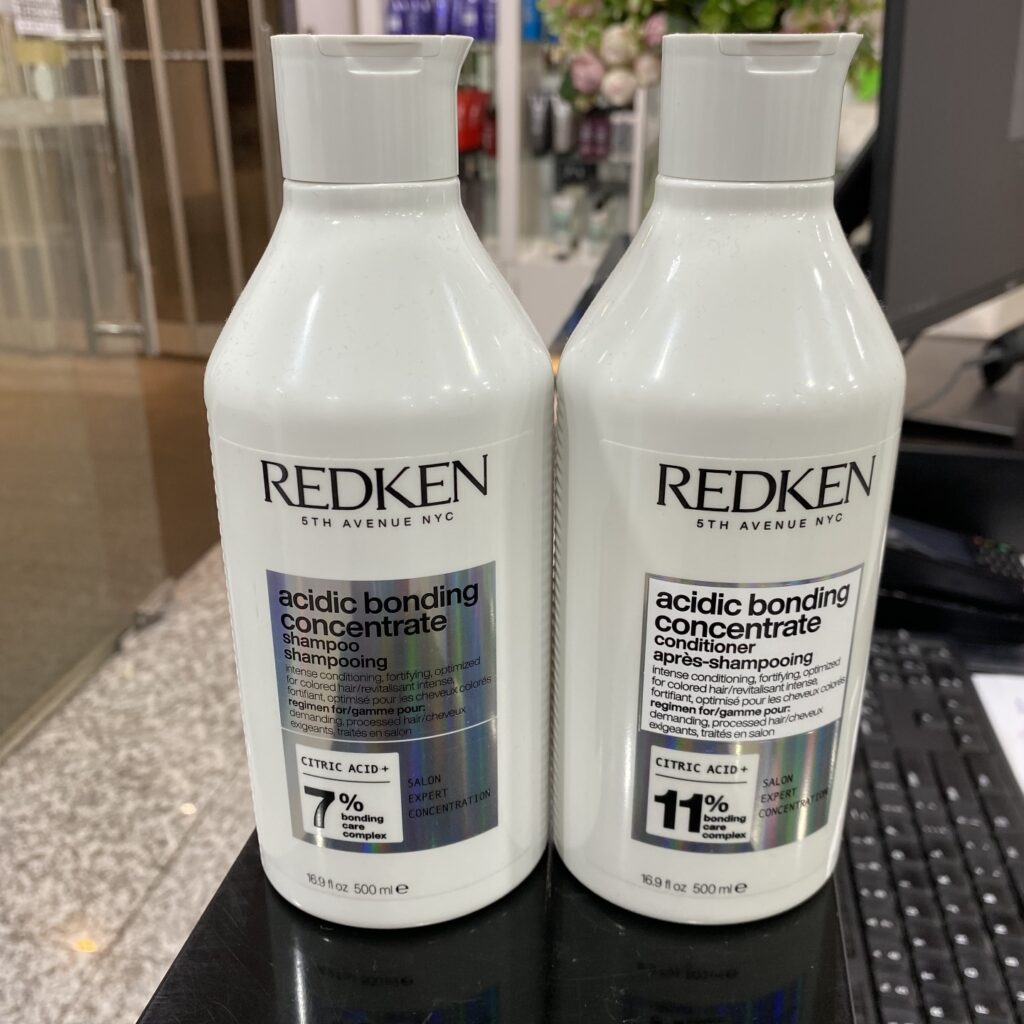 REDKEN
5TH AVENUE NYC
acidic bonding
concentrate
shampoo
shampooing
intense conditioning, fortifying, optimized
for colored hair/revitalisant intense,
fortifiant, optimisé pour les cheveux colorés
regimen for/gamme pour:
demanding, processed hair/cheveux
exigeants, traités en salon
CITRIC ACID+
7%
bonding
care
complex
SALON
EXPERT
CONCENTRATION
16.9 fl oz 500 ml e
REDKEN
5TH AVENUE NYC
acidic bonding
concentrate
conditioner
après-shampooing
intense conditioning, fortifying, optimized
for colored hair/revitalisant intense,
fortifiant, optimisé pour les cheveux colorés
regimen for/gamme pour:
demanding, processed hair/cheveux
exigeants, traités en salon
CITRIC ACID+
11%
bonding
care
complex
SALON
EXPERT
CONCENTRATION
16.9 fl oz 500 ml e